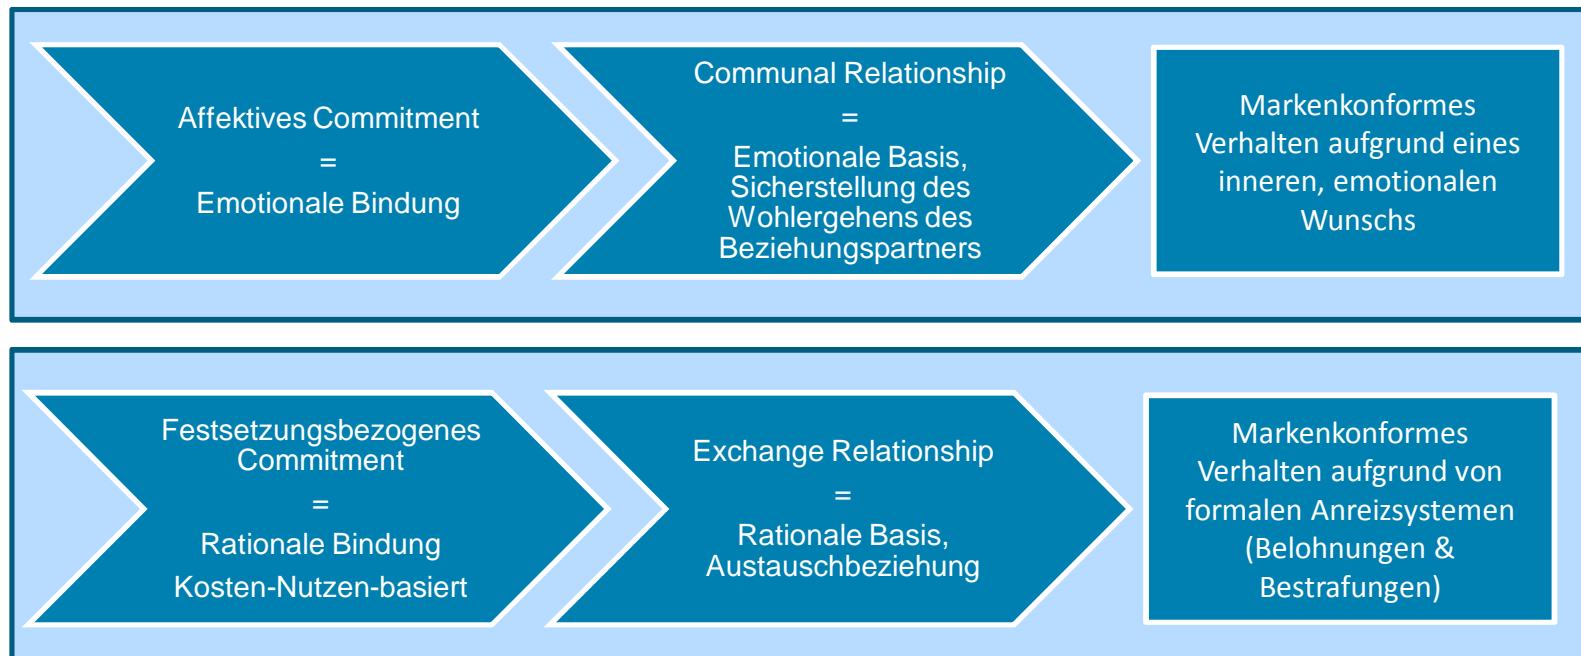 Affektives Commitment
=
Emotionale Bindung
Communal Relationship
=
Emotionale Basis,
Sicherstellung des
Wohlergehens des
Beziehungspartners
Markenkonformes
Verhalten aufgrund eines
inneren, emotionalen
Wunschs
Festsetzungsbezogenes
Commitment
=
Rationale Bindung
Kosten-Nutzen-basiert
Exchange Relationship
=
Rationale Basis,
Austauschbeziehung
Markenkonformes
Verhalten aufgrund von
formalen Anreizsystemen
(Belohnungen &
Bestrafungen)